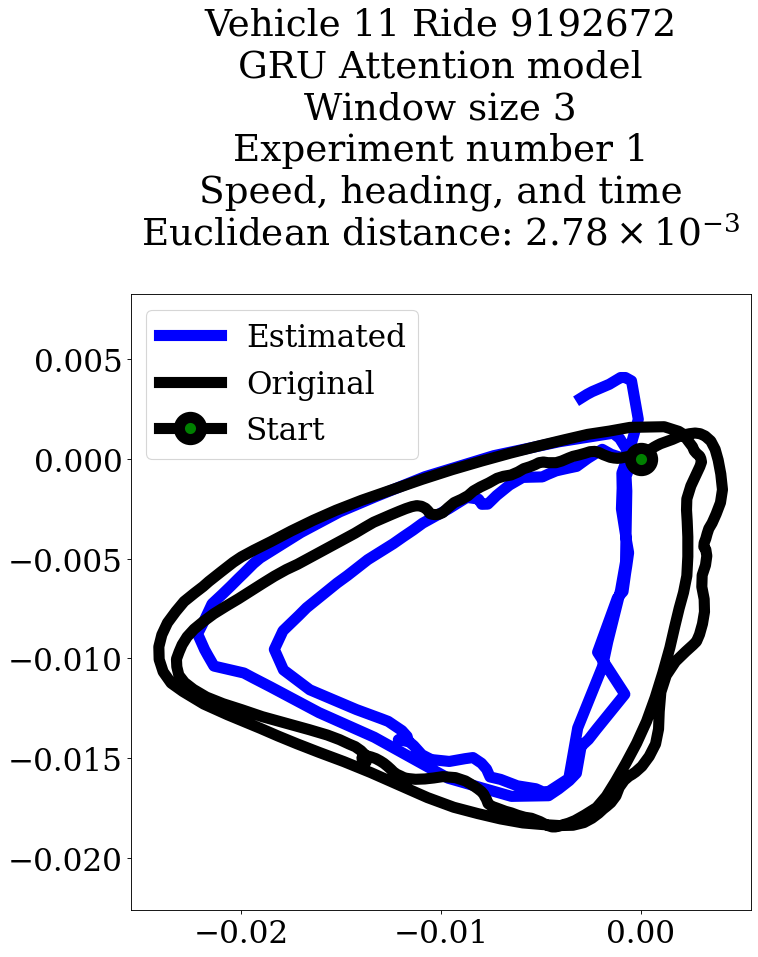 Vehicle 11 Ride 9192672
GRU Attention model
Window size 3
Experiment number 1
Speed, heading, and time
Euclidean distance: 2.78 × 10⁻³
Estimated
Original
Start
0.005
0.000
−0.005
−0.010
−0.015
−0.020
−0.02 −0.01 0.00